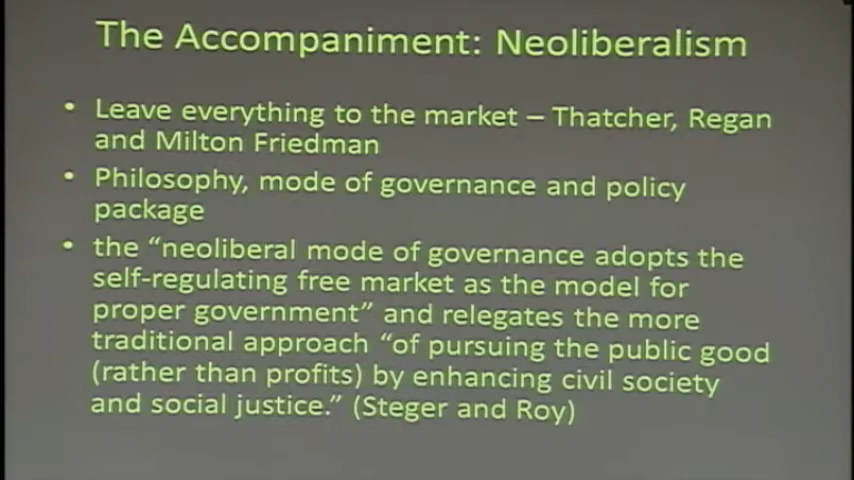 The Accompaniment: Neoliberalism
• Leave everything to the market – Thatcher, Regan
and Milton Friedman
• Philosophy, mode of governance and policy
package
• the “neoliberal mode of governance adopts the
self-regulating free market as the model for
proper government” and relegates the more
traditional approach “of pursuing the public good
(rather than profits) by enhancing civil society
and social justice.” (Steger and Roy)